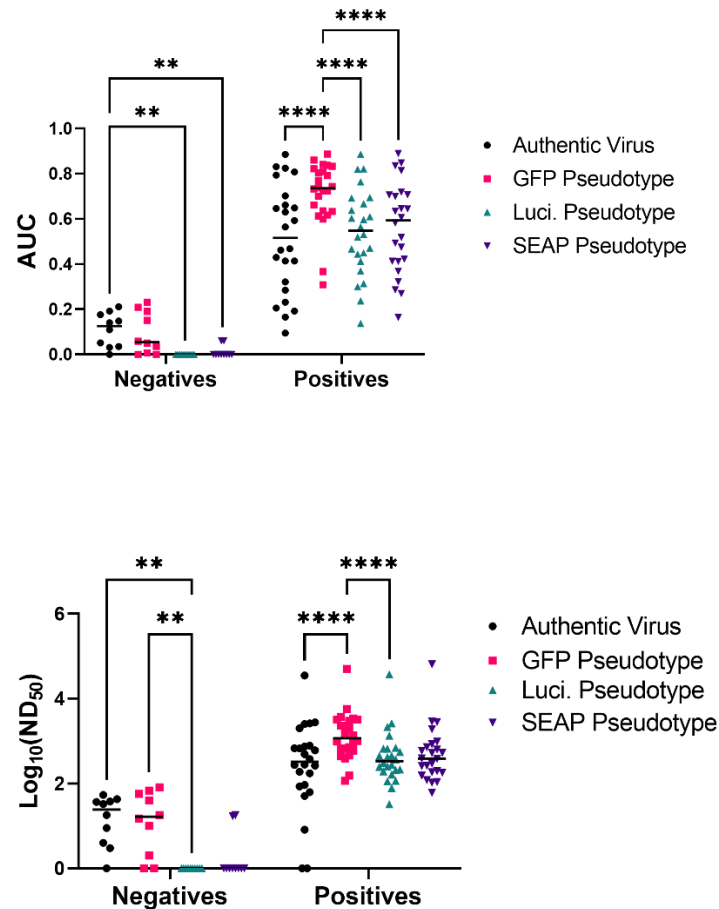 ****
** ****
** ****
1.0
0.8
0.6
0.4
0.2
0.0
AUC
Negatives Positives
Authentic Virus
GFP Pseudotype
Luci. Pseudotype
SEAP Pseudotype
** ****
** ****
6
4
2
0
Log₁₀(ND₅₀)
Negatives Positives
Authentic Virus
GFP Pseudotype
Luci. Pseudotype
SEAP Pseudotype